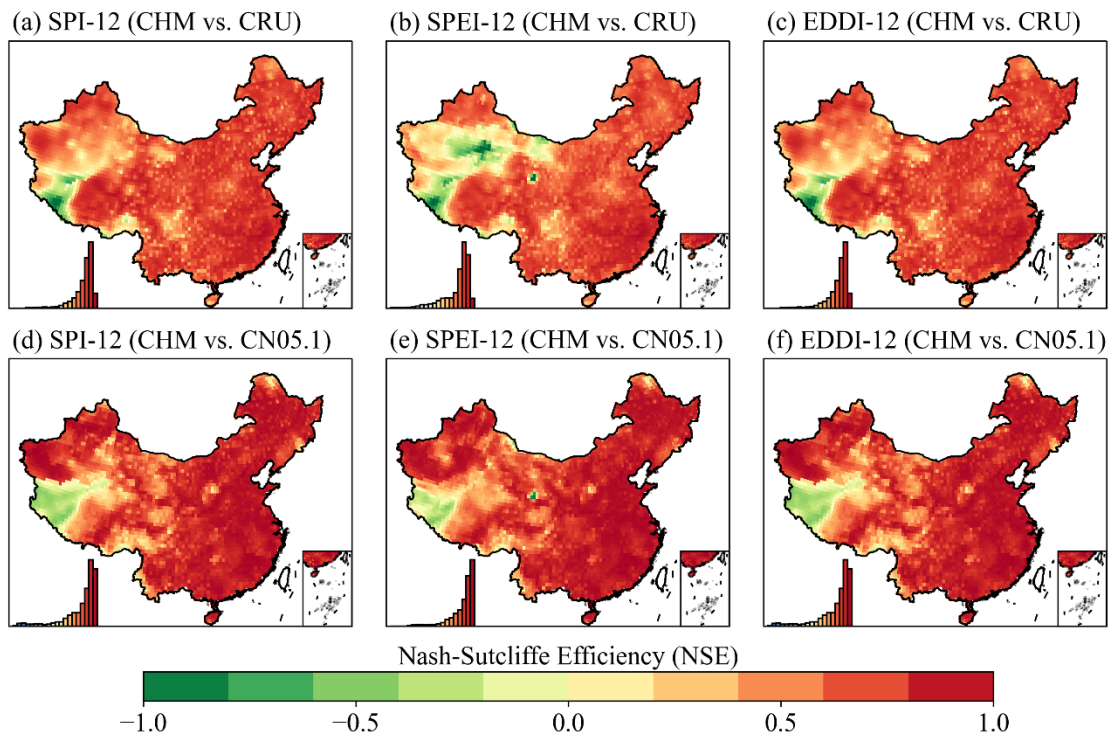 (a) SPI-12 (CHM vs. CRU)
(b) SPEI-12 (CHM vs. CRU)
(c) EDDI-12 (CHM vs. CRU)
(d) SPI-12 (CHM vs. CN05.1)
(e) SPEI-12 (CHM vs. CN05.1)
(f) EDDI-12 (CHM vs. CN05.1)
Nash-Sutcliffe Efficiency (NSE)
−1.0 −0.5 0.0 0.5 1.0